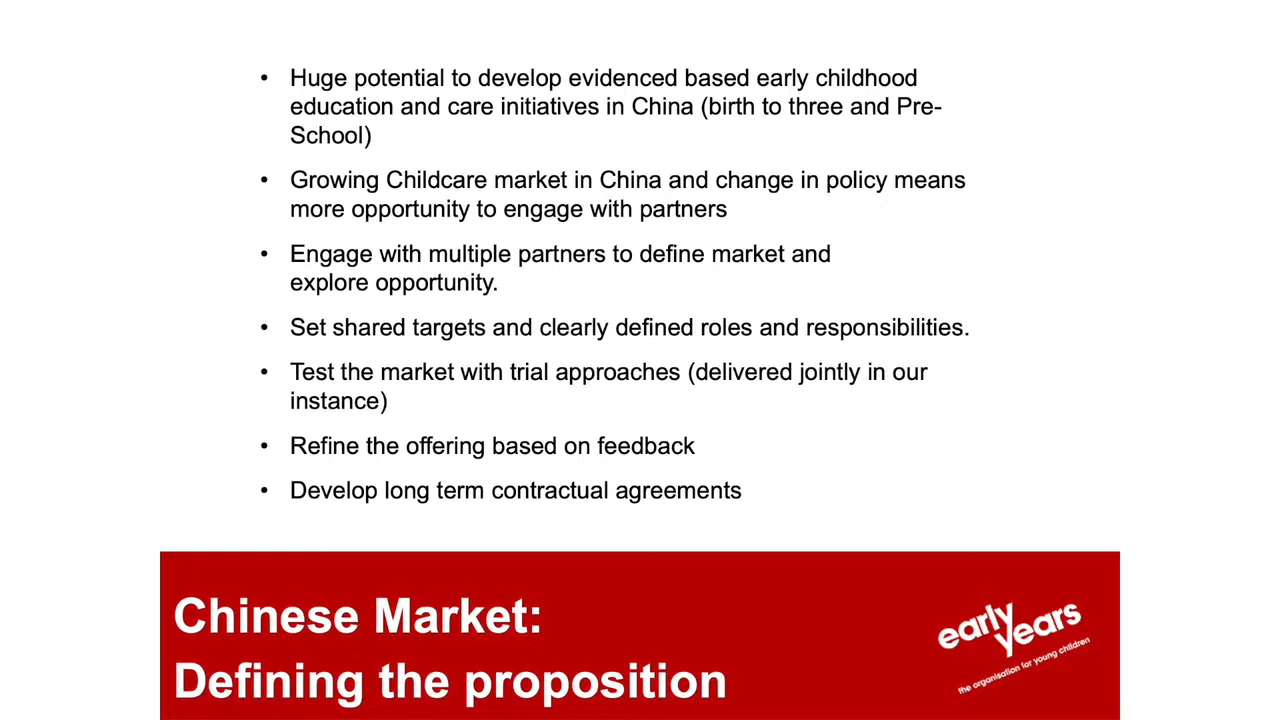 • Huge potential to develop evidenced based early childhood
education and care initiatives in China (birth to three and Pre-
School)
• Growing Childcare market in China and change in policy means
more opportunity to engage with partners
• Engage with multiple partners to define market and
explore opportunity.
• Set shared targets and clearly defined roles and responsibilities.
• Test the market with trial approaches (delivered jointly in our
instance)
• Refine the offering based on feedback
• Develop long term contractual agreements
Chinese Market:
Defining the proposition
early years
the organisation for young children